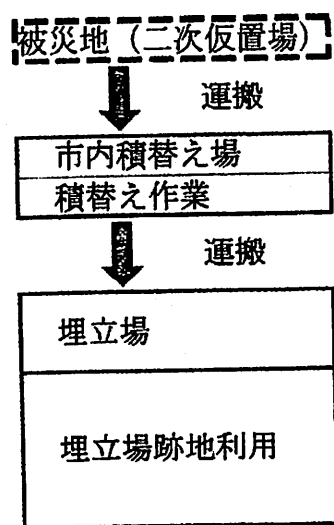 被災地（二次仮置場）
運搬
市内積替え場
積替え作業
運搬
埋立場
埋立場跡地利用